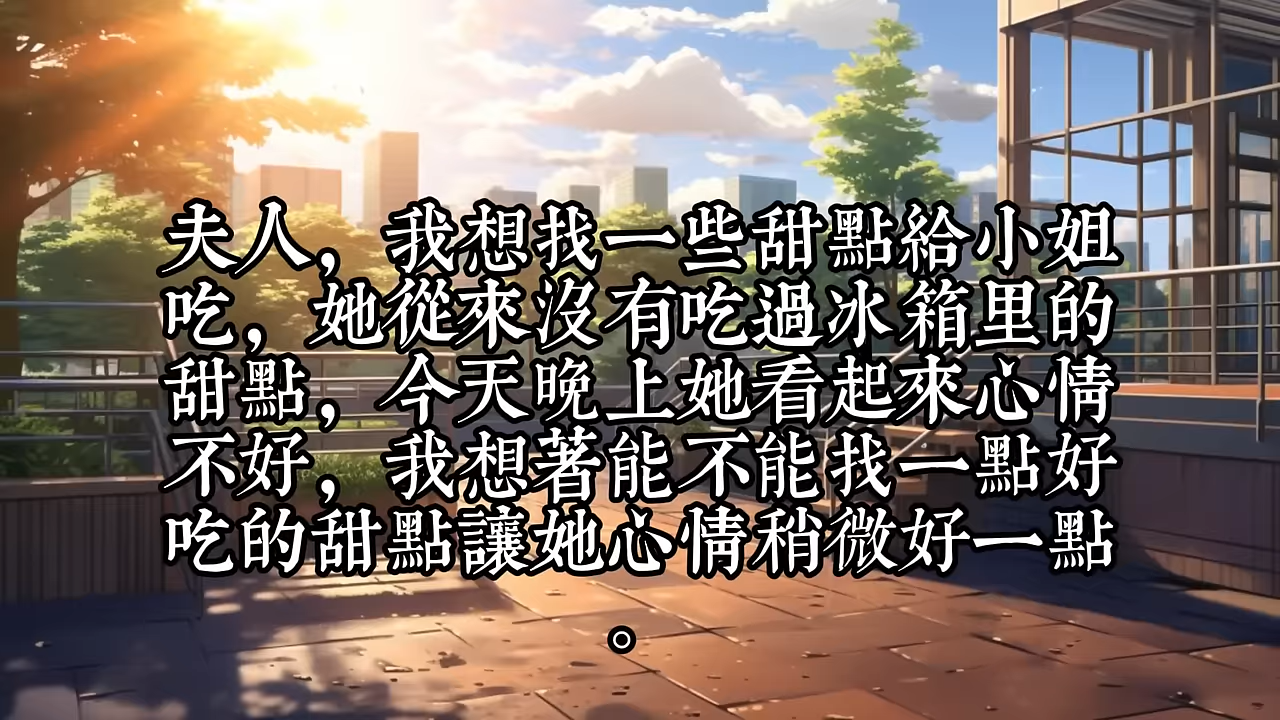 夫人，我想找一些甜點給小姐
吃，她從來沒有吃過冰箱里的
甜點，今天晚上她看起來心情
不好，我想著能不能找一點好
吃的甜點讓她心情稍微好一點
。